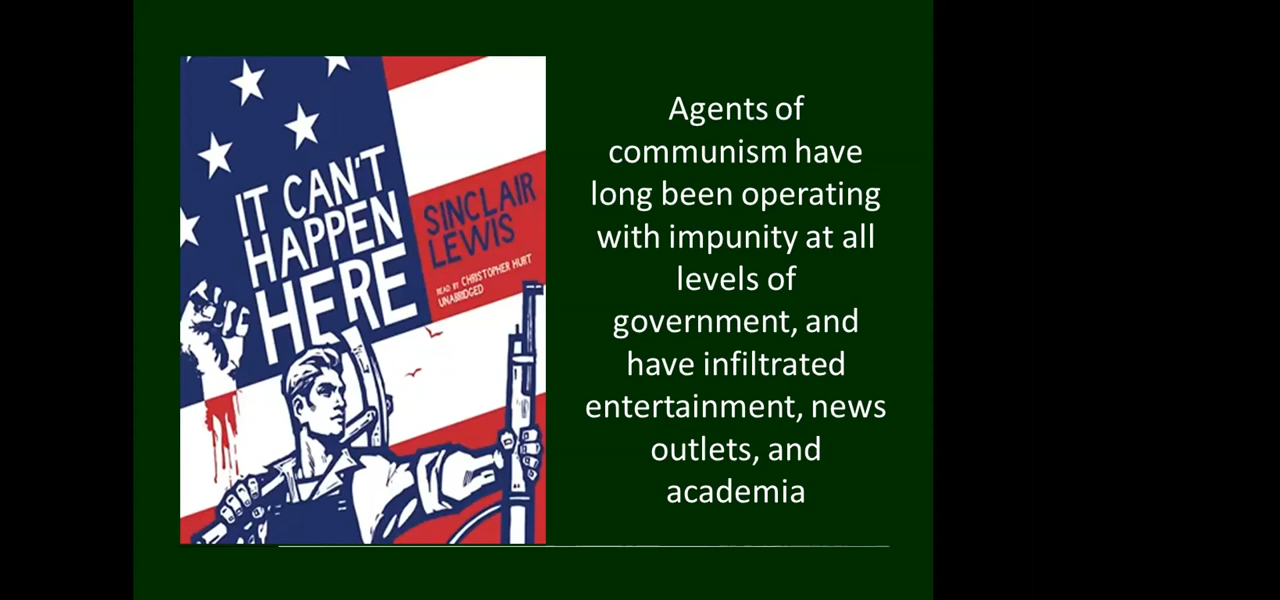 IT CAN'T
HAPPEN
HERE
SINCLAIR
LEWIS
READ BY CHRISTOPHER HURT
UNABRIDGED
Agents of
communism have
long been operating
with impunity at all
levels of
government, and
have infiltrated
entertainment, news
outlets, and
academia